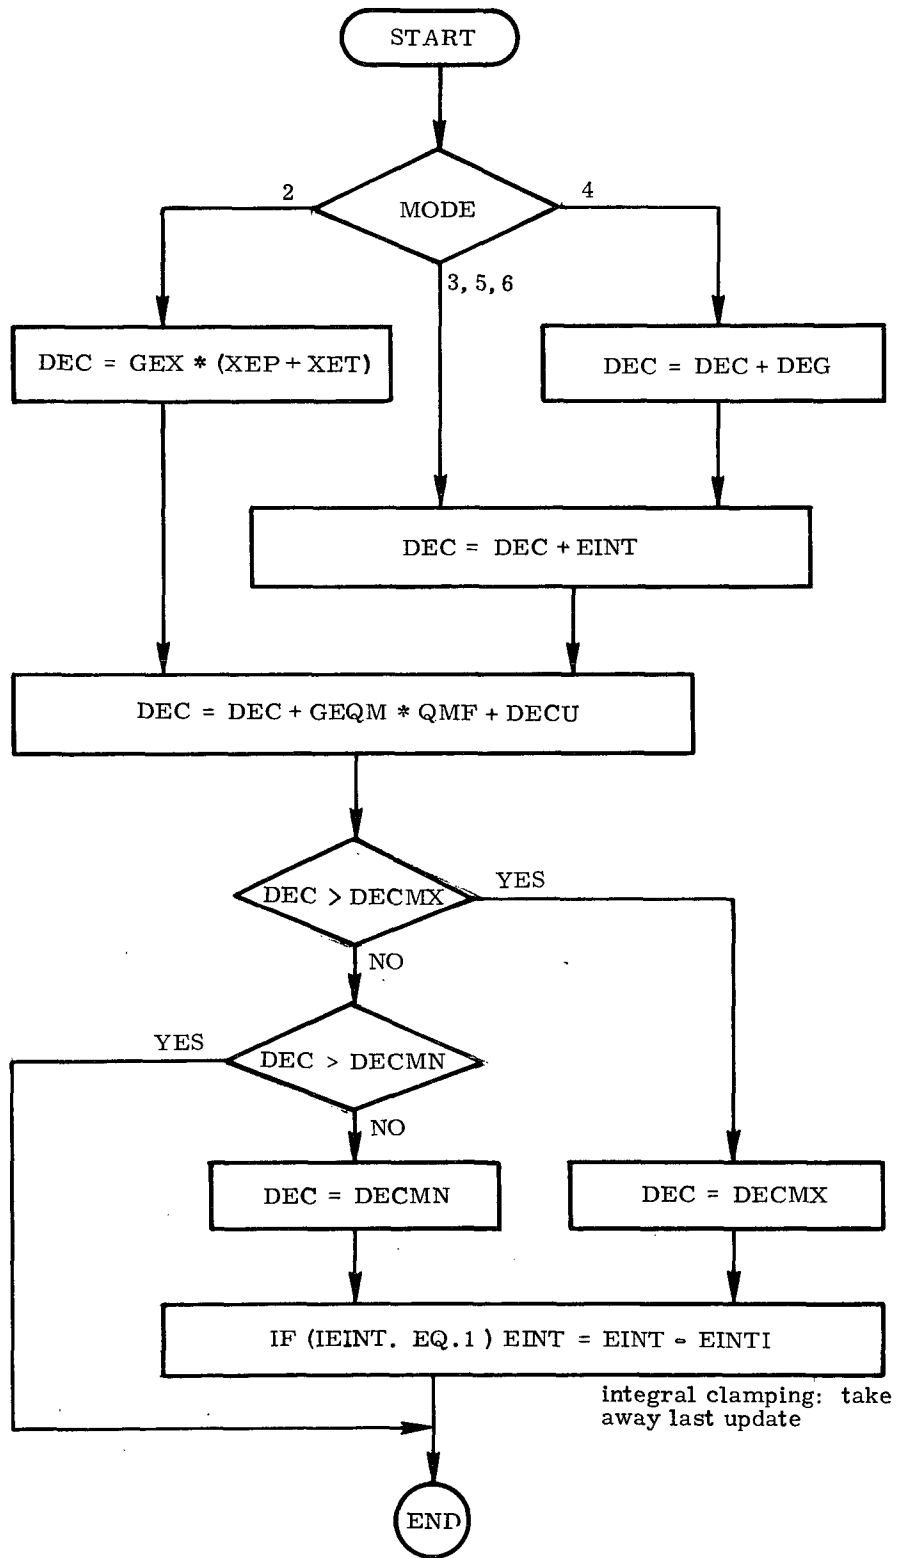 START
2
MODE
4
3, 5, 6
DEC = GEX * (XEP + XET)
DEC = DEC + DEG
DEC = DEC + EINT
DEC = DEC + GEQM * QMF + DECU
DEC > DECMX
YES
NO
YES
DEC > DECMN
NO
DEC = DECMN
DEC = DECMX
IF (IEINT. EQ.1) EINT = EINT - EINTI
integral clamping: take
away last update
END